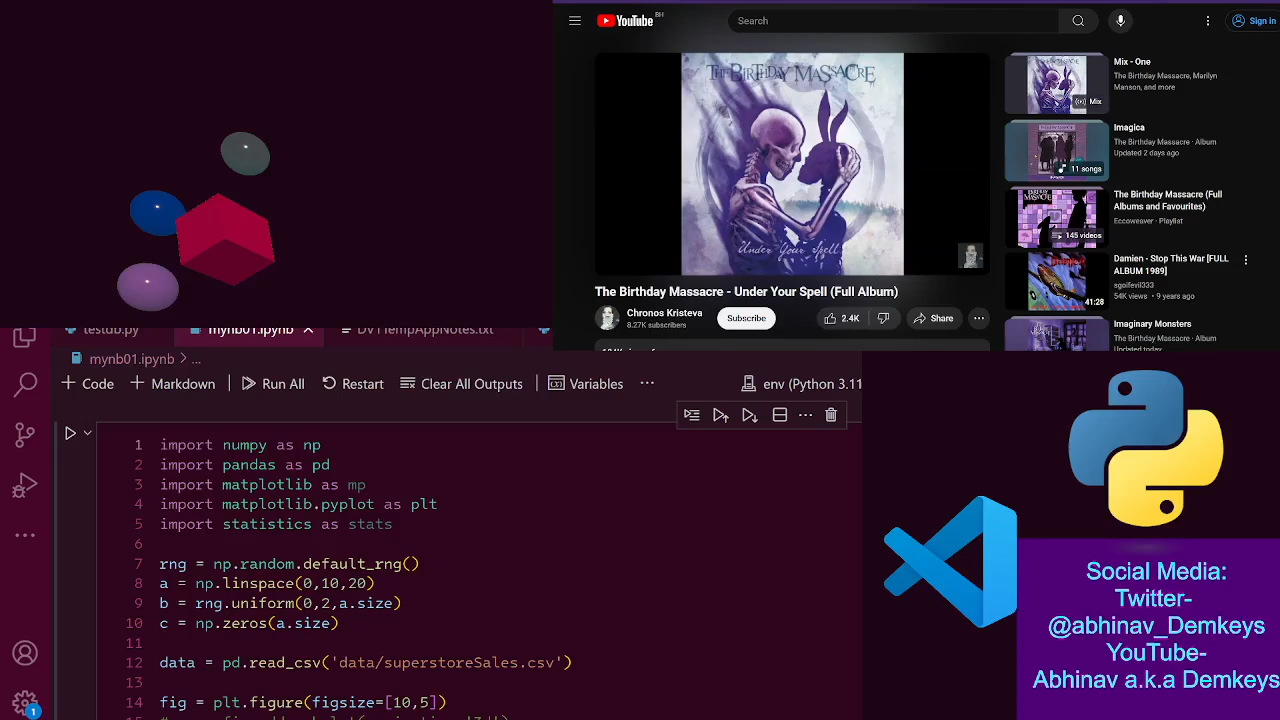 YouTube BH
Search
Sign in
THE BIRTHDAY MASSACRE
Under Your Spell
The Birthday Massacre - Under Your Spell (Full Album)
Chronos Kristeva
8.27K subscribers
Subscribe
2.4K
Share
Mix - One
The Birthday Massacre, Marilyn
Manson, and more
Mix
Imagica
The Birthday Massacre · Album
Updated 2 days ago
11 songs
The Birthday Massacre (Full
Albums and Favourites)
Eccoweaver · Playlist
145 videos
Damien - Stop This War [FULL
ALBUM 1989]
sgolfevil333
54K views · 9 years ago
41:28
Imaginary Monsters
The Birthday Massacre · Album
Updated today
testdb.py
mynb01.ipynb
DVTempAppNotes.txt
mynb01.ipynb > ...
+ Code
+ Markdown
Run All
Restart
Clear All Outputs
Variables
env (Python 3.11
1 import numpy as np
2 import pandas as pd
3 import matplotlib as mp
4 import matplotlib.pyplot as plt
5 import statistics as stats
6
7 rng = np.random.default_rng()
8 a = np.linspace(0,10,20)
9 b = rng.uniform(0,2,a.size)
10 c = np.zeros(a.size)
11
12 data = pd.read_csv('data/superstoreSales.csv')
13
14 fig = plt.figure(figsize=[10,5])
1
Social Media:
Twitter-
@abhinav_Demkeys
YouTube-
Abhinav a.k.a Demkeys